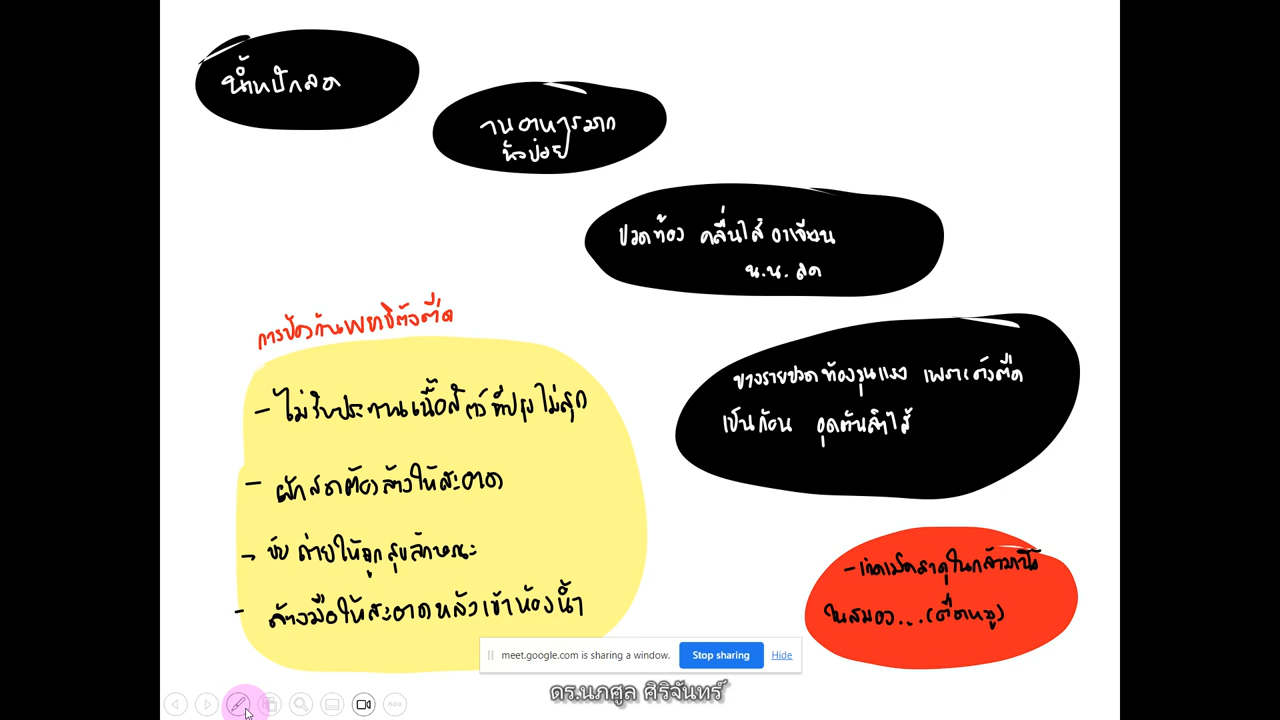 น้ำหนักลด
ทานอาหารมาก
หิวบ่อย
ปวดท้อง คลื่นไส้ อาเจียน
น.น. ลด
บางรายปวดท้องรุนแรง เพราะตัวตืด
เป็นก้อน อุดตันลำไส้
การป้องกันพยาธิตัวตืด
- ไม่รับประทานเนื้อสัตว์ที่ปรุงไม่สุก
- ผักสดต้องล้างให้สะอาด
- ขับถ่ายให้ถูกสุขลักษณะ
- ล้างมือให้สะอาดหลังเข้าห้องน้ำ
- เกิดเม็ดสาคูในกล้ามเนื้อ
ในสมอง...(ตืดหมู)
meet.google.com is sharing a window. Stop sharing Hide
ดร.นภศูล ศิริจันทร์